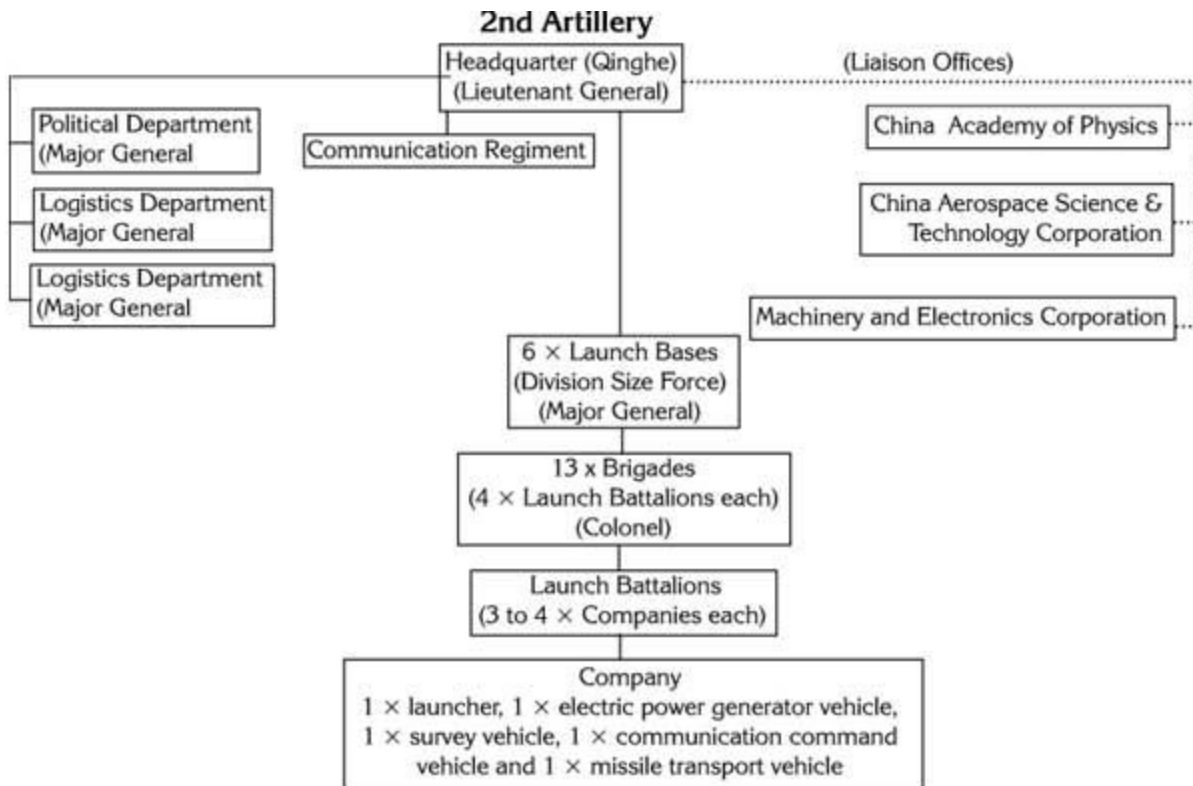 2nd Artillery
Headquarter (Qinghe)
(Lieutenant General)
(Liaison Offices)
Political Department
(Major General
Communication Regiment
China Academy of Physics
Logistics Department
(Major General
China Aerospace Science &
Technology Corporation
Logistics Department
(Major General
Machinery and Electronics Corporation
6 × Launch Bases
(Division Size Force)
(Major General)
13 x Brigades
(4 × Launch Battalions each)
(Colonel)
Launch Battalions
(3 to 4 × Companies each)
Company
1 × launcher, 1 × electric power generator vehicle,
1 × survey vehicle, 1 × communication command
vehicle and 1 × missile transport vehicle